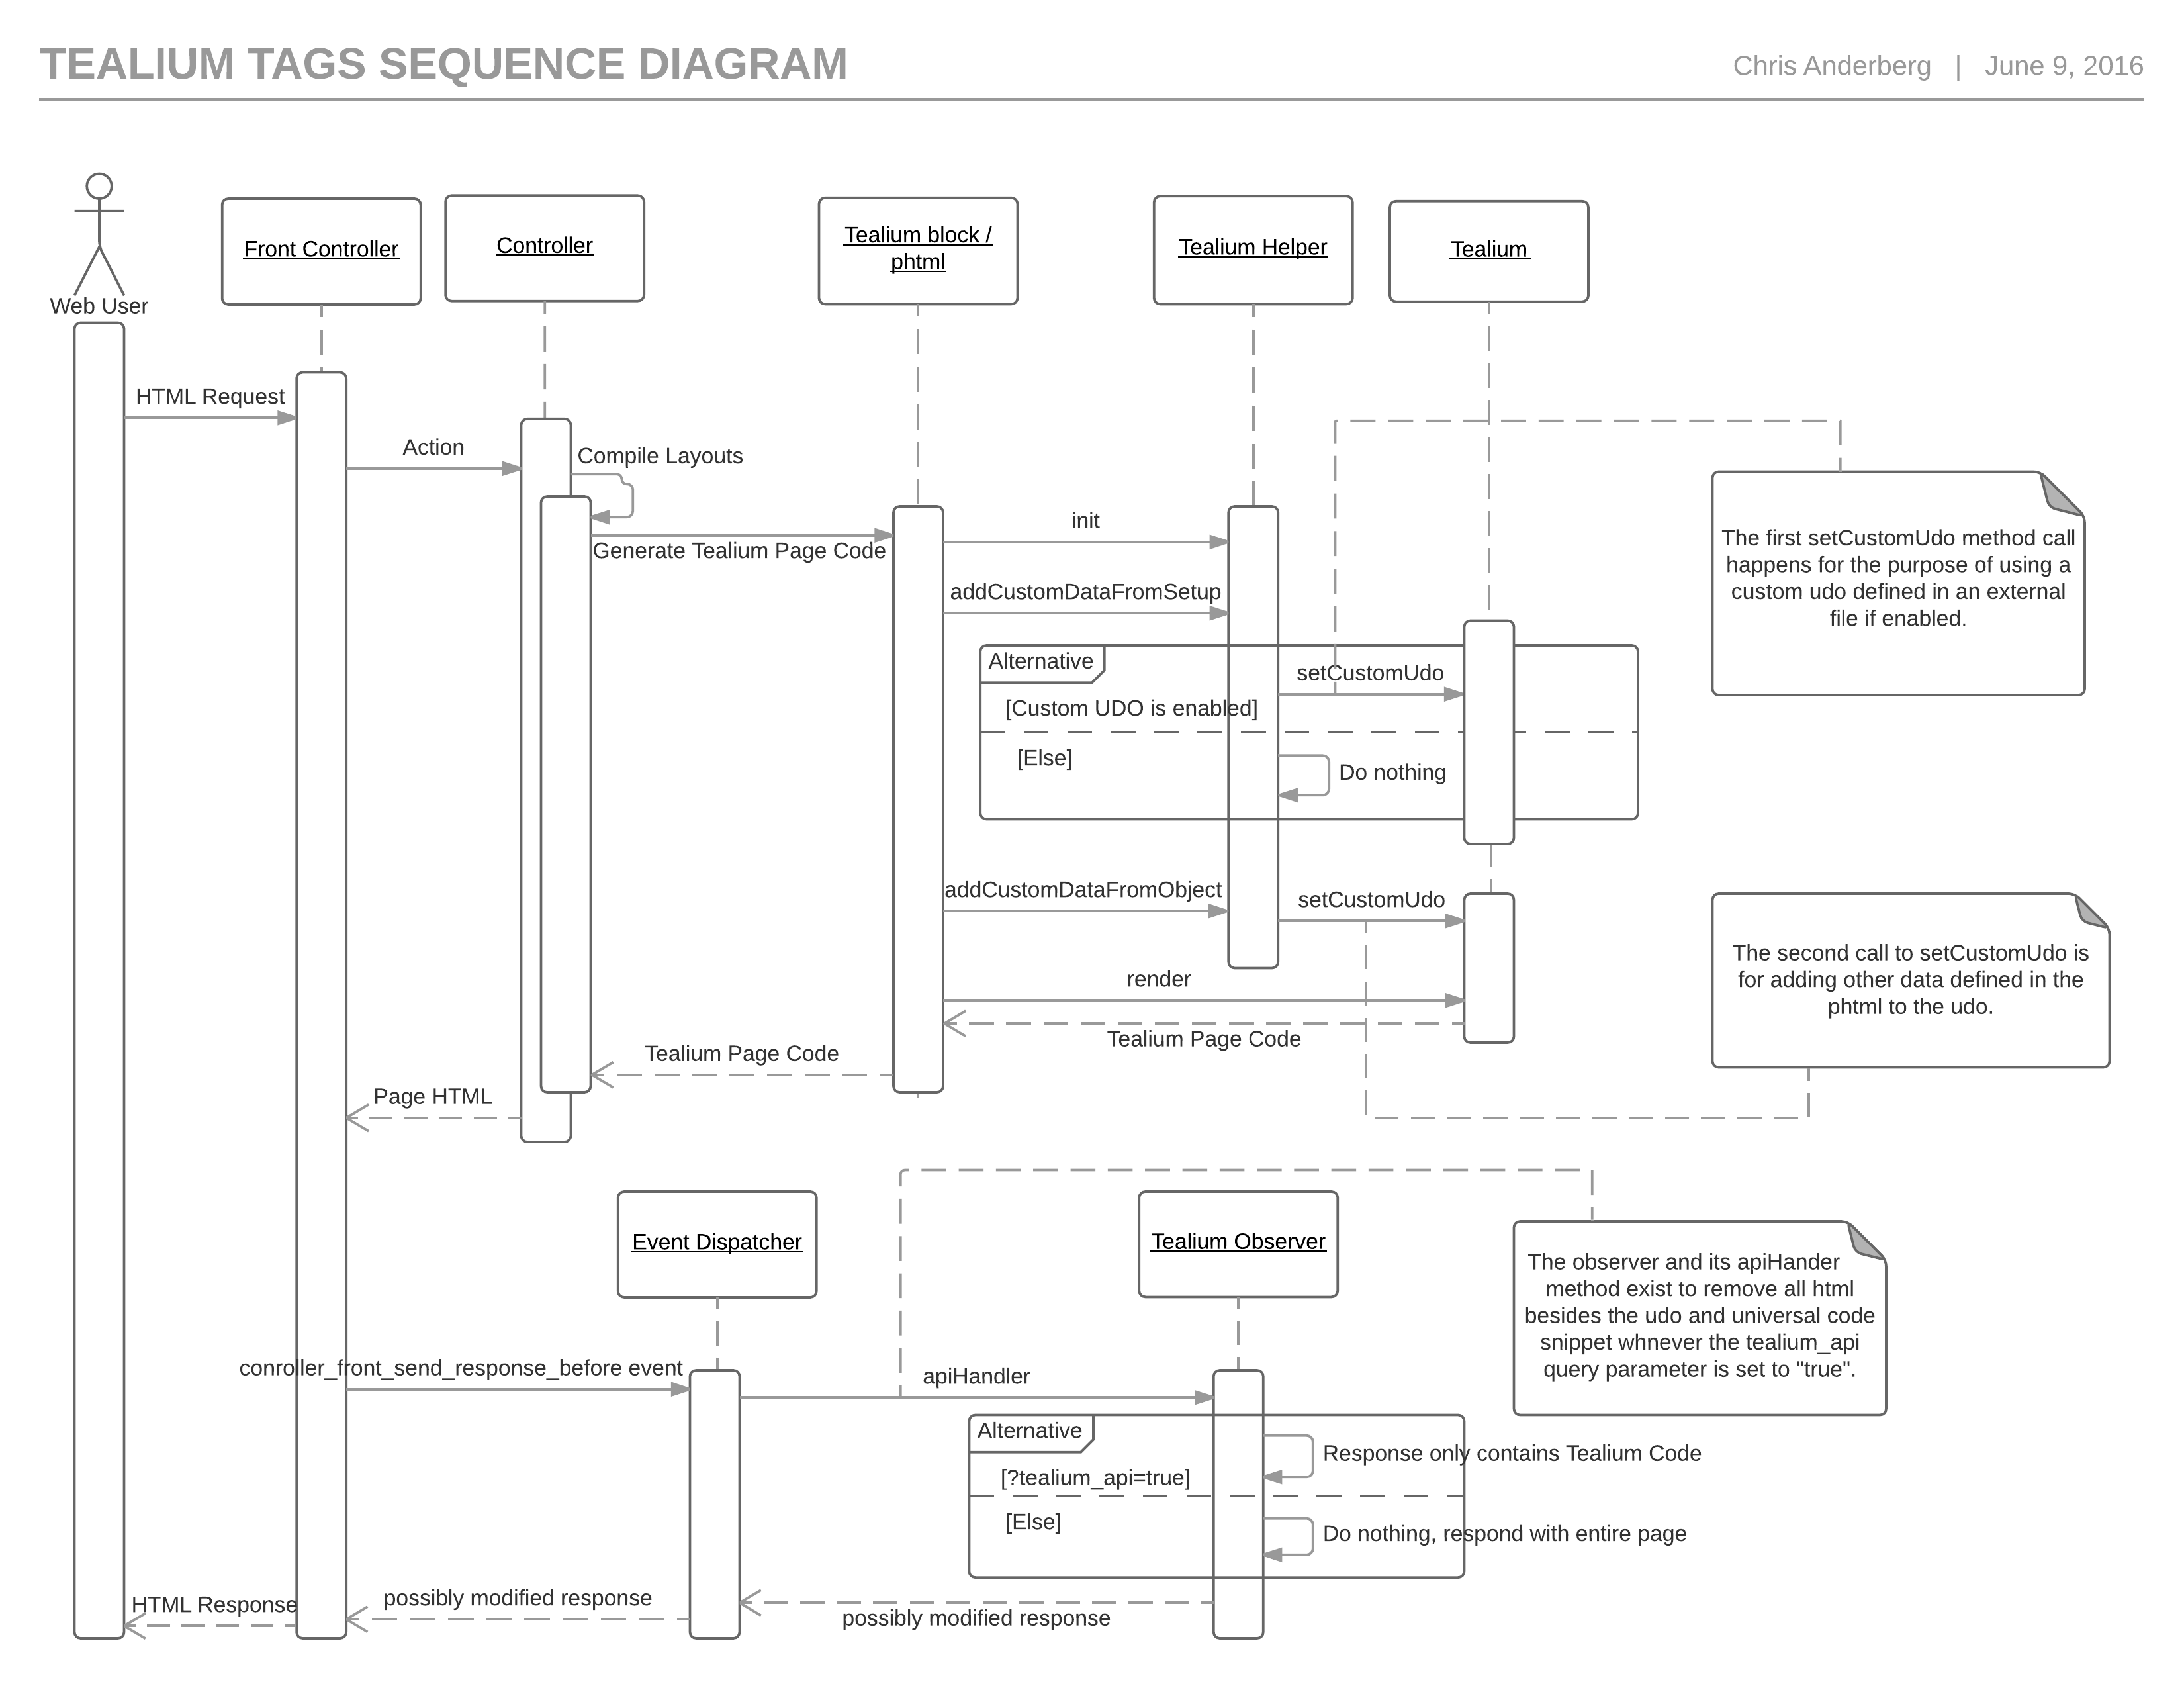 TEALIUM TAGS SEQUENCE DIAGRAM
Chris Anderberg | June 9, 2016
Web User
Front Controller
Controller
Tealium block /
phtml
Tealium Helper
Tealium
HTML Request
Action
Compile Layouts
Generate Tealium Page Code
init
addCustomDataFromSetup
The first setCustomUdo method call
happens for the purpose of using a
custom udo defined in an external
file if enabled.
Alternative
setCustomUdo
[Custom UDO is enabled]
[Else]
Do nothing
addCustomDataFromObject
setCustomUdo
The second call to setCustomUdo is
for adding other data defined in the
phtml to the udo.
render
Tealium Page Code
Tealium Page Code
Page HTML
Event Dispatcher
Tealium Observer
The observer and its apiHander
method exist to remove all html
besides the udo and universal code
snippet whnever the tealium_api
query parameter is set to "true".
conroller_front_send_response_before event
apiHandler
Alternative
Response only contains Tealium Code
[?tealium_api=true]
[Else]
Do nothing, respond with entire page
HTML Response
possibly modified response
possibly modified response